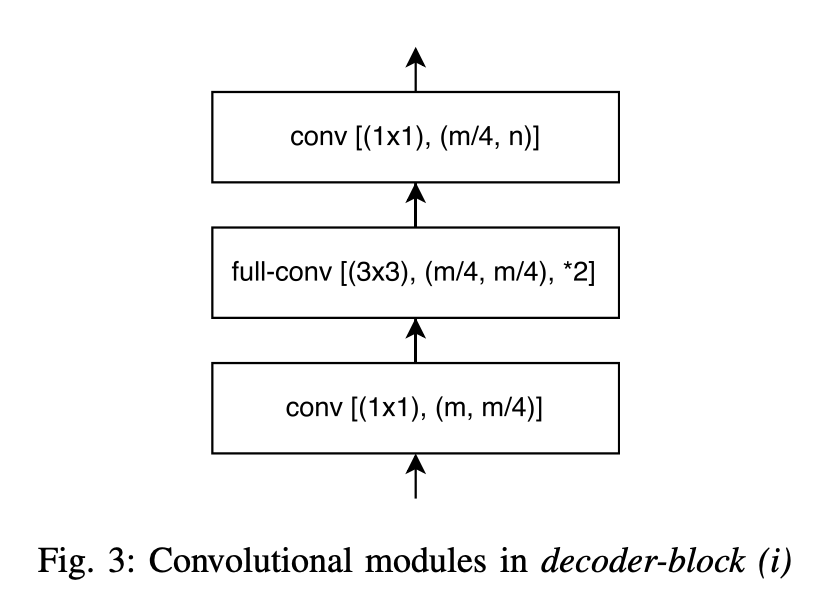 conv [(1x1), (m/4, n)]
full-conv [(3x3), (m/4, m/4), *2]
conv [(1x1), (m, m/4)]
Fig. 3: Convolutional modules in decoder-block (i)